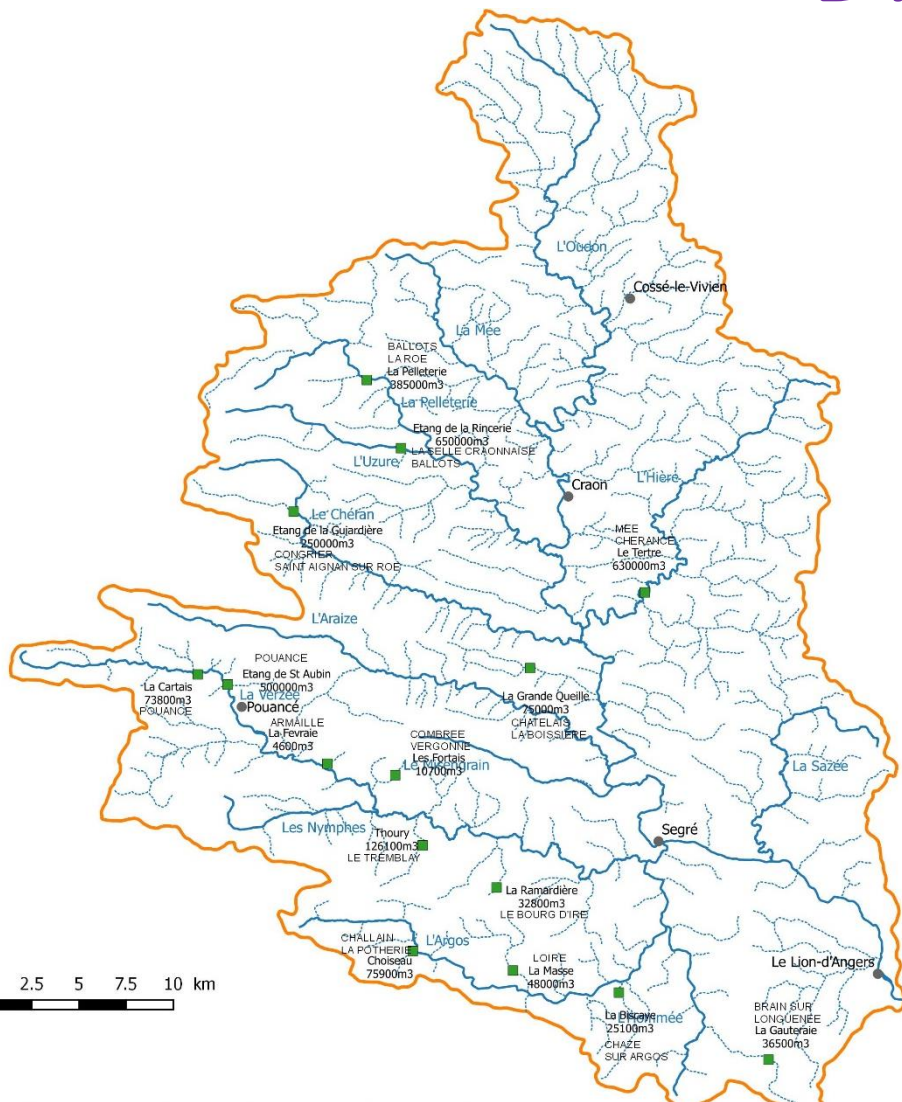 L'Oudon
Cossé-le-Vivien
La Mée
BALLOTS
LA ROE
La Pelleterie
385000m3
La Pelleterie
Etang de la Rincerie
650000m3
LA SELLE CRAONNAISE
BALLOTS
L'Uzure
Craon
L'Hière
Le Chéran
Etang de la Guiardière
250000m3
CONGRIER
SAINT AIGNAN SUR ROE
MEE
CHERANCE
Le Tertre
630000m3
L'Araize
POUANCE
Etang de St Aubin
500000m3
La Verzée
La Cartais
73800m3
POUANCE
Pouancé
La Grande Queille
75000m3
CHATELAIS
LA BOISSIERE
ARMAILLE
La Fevraie
4600m3
COMBREE
VERGONNE
Les Fortais
10700m3
Le Misengrain
La Sazée
Les Nymphes
Thoury
126100m3
LE TREMBLAY
Segré
La Ramardière
32800m3
LE BOURG D'IRE
L'Argos
CHALLAIN
LA POTHERIE
Choiseau
75900m3
LOIRE
La Masse
48000m3
Le Lion-d'Angers
2.5 5 7.5 10 km
La Biscaye
25100m3
L'Hommée
CHAZE
SUR ARGOS
BRAIN SUR
LONGUENEE
La Gauteraie
36500m3